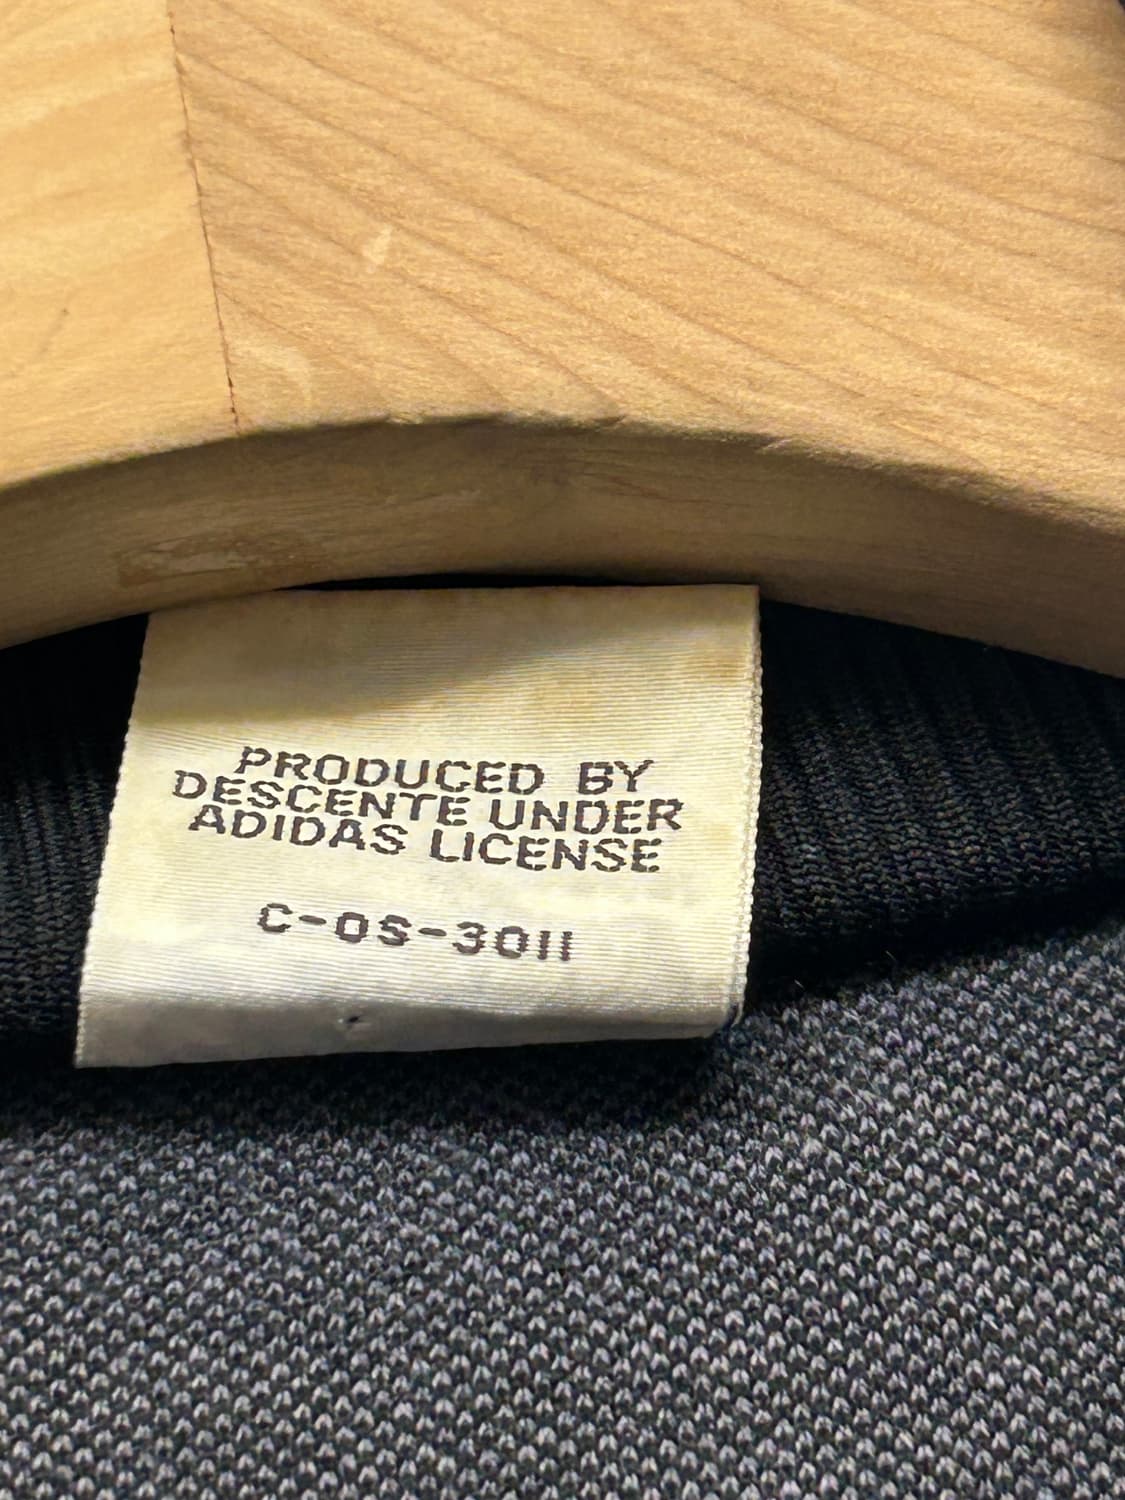 PRODUCED BY
DESCENTE UNDER
ADIDAS LICENSE
C-OS-3011